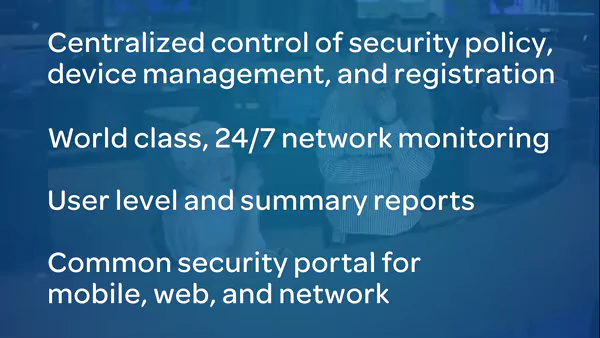 Centralized control of security policy,
device management, and registration
World class, 24/7 network monitoring
User level and summary reports
Common security portal for
mobile, web, and network